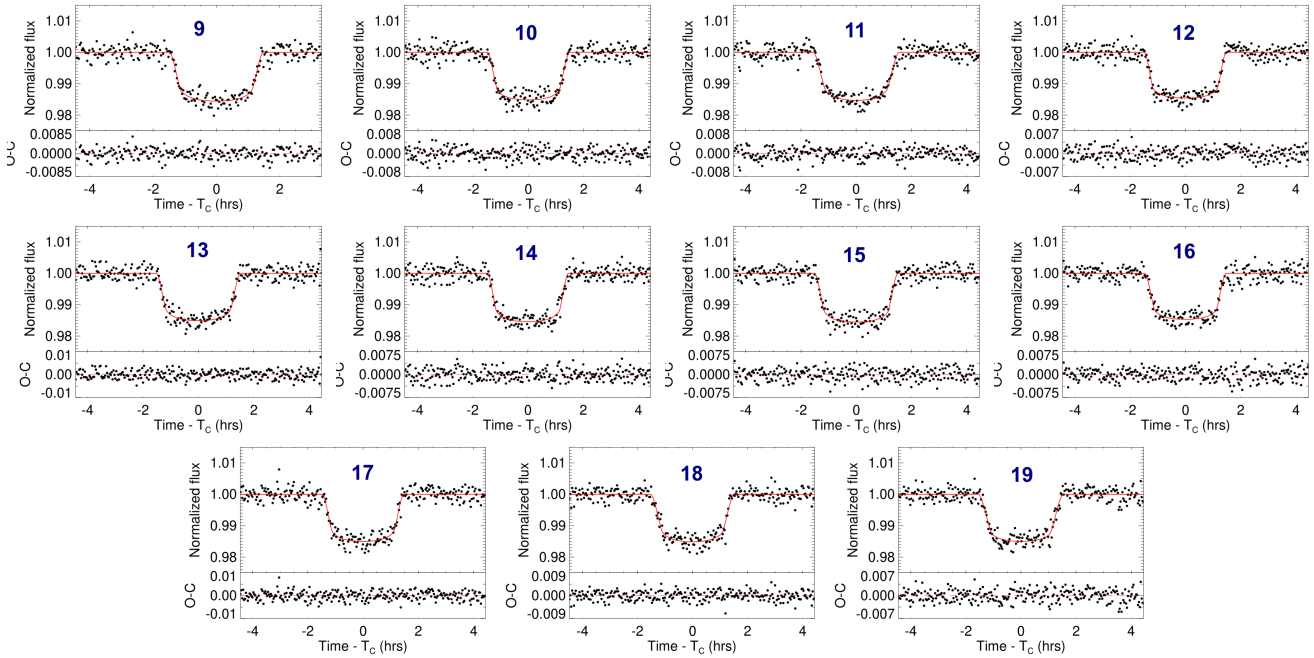 9
Normalized flux
1.01
1.00
0.99
0.98
0.0085
0.0000
-0.0085
O-C
-4 -2 0 2
Time - T_C (hrs)
10
Normalized flux
1.01
1.00
0.99
0.98
0.008
0.000
-0.008
O-C
-4 -2 0 2 4
Time - T_C (hrs)
11
Normalized flux
1.01
1.00
0.99
0.98
0.008
0.000
-0.008
O-C
-4 -2 0 2 4
Time - T_C (hrs)
12
Normalized flux
1.01
1.00
0.99
0.98
0.007
0.000
-0.007
O-C
-4 -2 0 2 4
Time - T_C (hrs)
13
Normalized flux
1.01
1.00
0.99
0.98
0.01
0.00
-0.01
O-C
-4 -2 0 2 4
Time - T_C (hrs)
14
Normalized flux
1.01
1.00
0.99
0.98
0.0075
0.0000
-0.0075
O-C
-4 -2 0 2 4
Time - T_C (hrs)
15
Normalized flux
1.01
1.00
0.99
0.98
0.0075
0.0000
-0.0075
O-C
-4 -2 0 2 4
Time - T_C (hrs)
16
Normalized flux
1.01
1.00
0.99
0.98
0.0075
0.0000
-0.0075
O-C
-4 -2 0 2 4
Time - T_C (hrs)
17
Normalized flux
1.01
1.00
0.99
0.98
0.01
0.00
-0.01
O-C
-4 -2 0 2 4
Time - T_C (hrs)
18
Normalized flux
1.01
1.00
0.99
0.98
0.009
0.000
-0.009
O-C
-4 -2 0 2 4
Time - T_C (hrs)
19
Normalized flux
1.01
1.00
0.99
0.98
0.007
0.000
-0.007
O-C
-4 -2 0 2 4
Time - T_C (hrs)